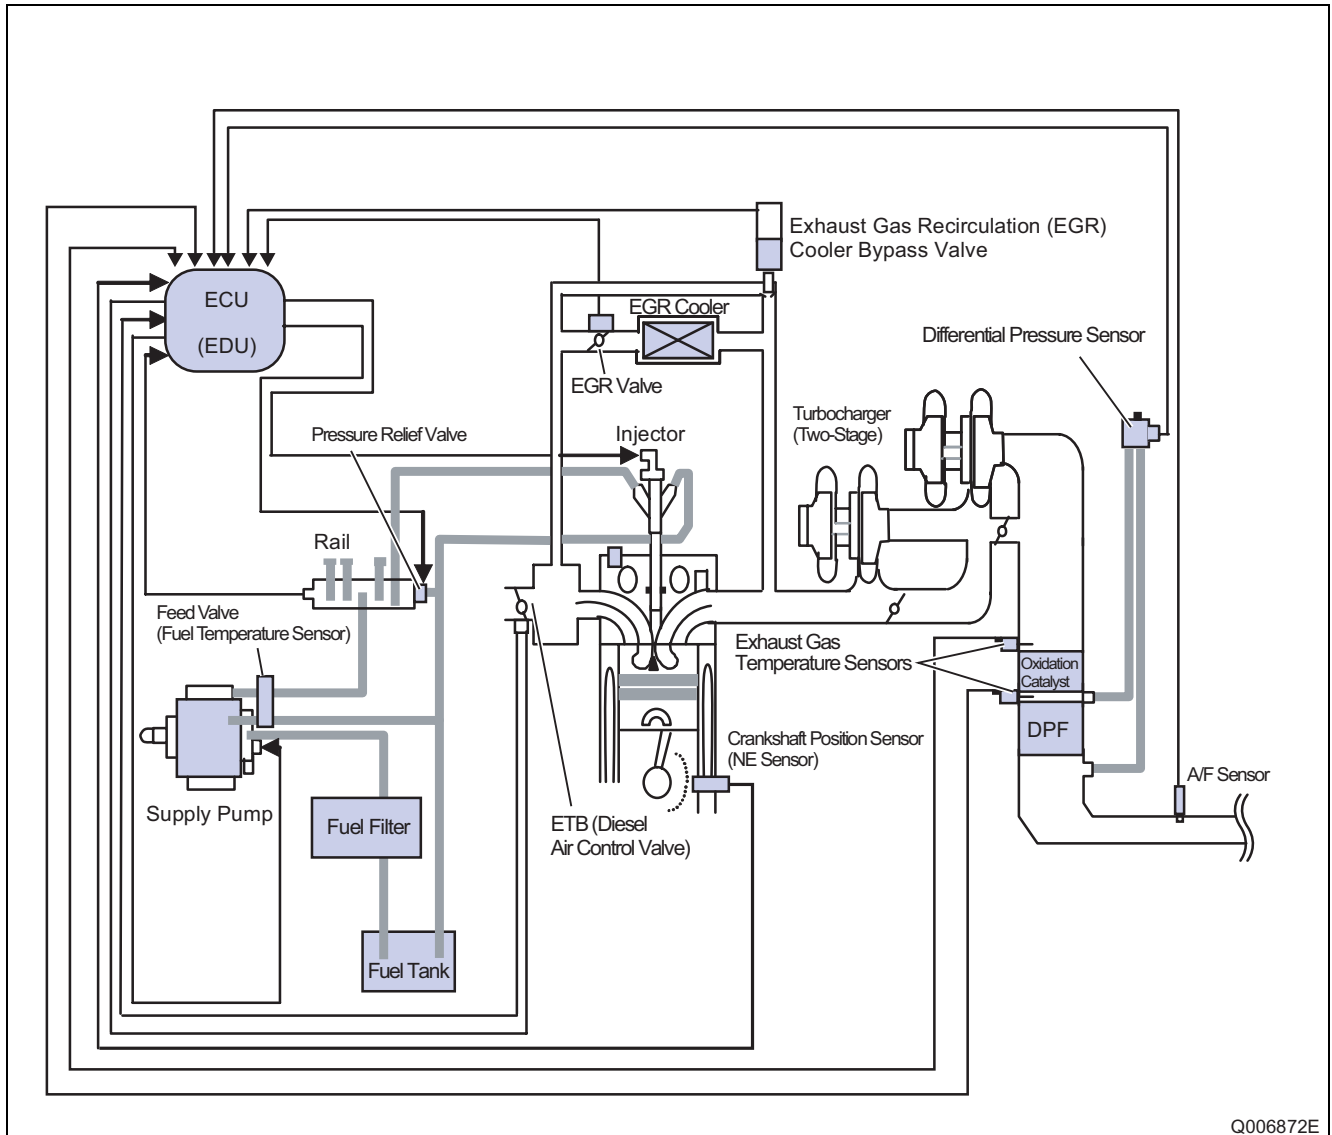 Exhaust Gas Recirculation (EGR)
Cooler Bypass Valve
ECU
(EDU)
EGR Cooler
Differential Pressure Sensor
EGR Valve
Turbocharger
(Two-Stage)
Pressure Relief Valve
Injector
Rail
Feed Valve
(Fuel Temperature Sensor)
Exhaust Gas
Temperature Sensors
Oxidation
Catalyst
DPF
Crankshaft Position Sensor
(NE Sensor)
A/F Sensor
Supply Pump
Fuel Filter
ETB (Diesel
Air Control Valve)
Fuel Tank
Q006872E